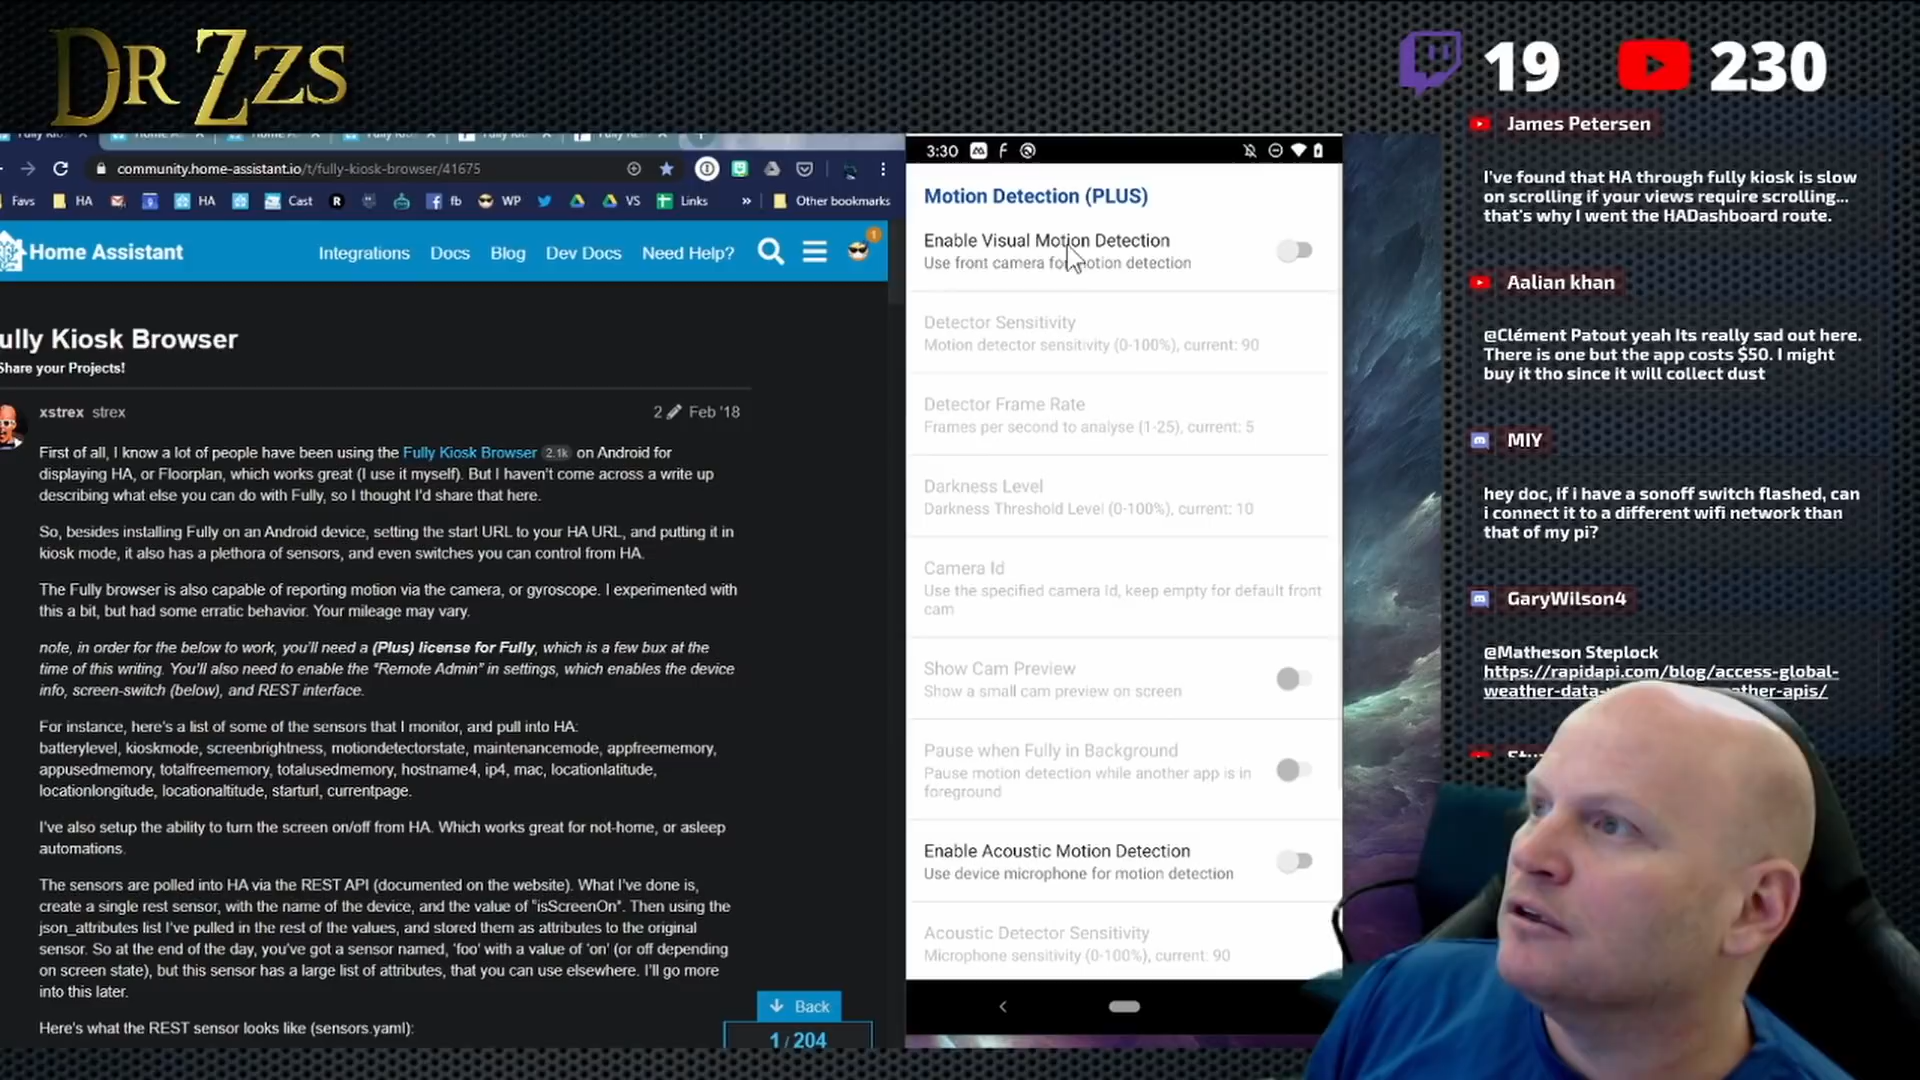 DR ZZS
community.home-assistant.io/t/fully-kiosk-browser/41675
Favs
HA
HA
Cast
fb
WP
VS
Links
»
Other bookmarks
Home Assistant
Integrations
Docs
Blog
Dev Docs
Need Help?
1
ully Kiosk Browser
Share your Projects!
xstrex strex
2
Feb '18
First of all, I know a lot of people have been using the Fully Kiosk Browser 2.1k on Android for
displaying HA, or Floorplan, which works great (I use it myself). But I haven't come across a write up
describing what else you can do with Fully, so I thought I'd share that here.
So, besides installing Fully on an Android device, setting the start URL to your HA URL, and putting it in
kiosk mode, it also has a plethora of sensors, and even switches you can control from HA.
The Fully browser is also capable of reporting motion via the camera, or gyroscope. I experimented with
this a bit, but had some erratic behavior. Your mileage may vary.
note, in order for the below to work, you'll need a (Plus) license for Fully, which is a few bux at the
time of this writing. You'll also need to enable the "Remote Admin" in settings, which enables the device
info, screen-switch (below), and REST interface.
For instance, here's a list of some of the sensors that I monitor, and pull into HA:
batterylevel, kioskmode, screenbrightness, motiondetectorstate, maintenancemode, appfreememory,
appusedmemory, totalfreememory, totalusedmemory, hostname4, ip4, mac, locationlatitude,
locationlongitude, locationaltitude, starturl, currentpage.
I've also setup the ability to turn the screen on/off from HA. Which works great for not-home, or asleep
automations.
The sensors are polled into HA via the REST API (documented on the website). What I've done is,
create a single rest sensor, with the name of the device, and the value of "isScreenOn". Then using the
json_attributes list I've pulled in the rest of the values, and stored them as attributes to the original
sensor. So at the end of the day, you've got a sensor named, 'foo' with a value of 'on' (or off depending
on screen state), but this sensor has a large list of attributes, that you can use elsewhere. I'll go more
into this later.
Here's what the REST sensor looks like (sensors.yaml):
Back
1 / 204
3:30
Motion Detection (PLUS)
Enable Visual Motion Detection
Use front camera for motion detection
Detector Sensitivity
Motion detector sensitivity (0-100%), current: 90
Detector Frame Rate
Frames per second to analyse (1-25), current: 5
Darkness Level
Darkness Threshold Level (0-100%), current: 10
Camera Id
Use the specified camera Id, keep empty for default front
cam
Show Cam Preview
Show a small cam preview on screen
Pause when Fully in Background
Pause motion detection while another app is in
foreground
Enable Acoustic Motion Detection
Use device microphone for motion detection
Acoustic Detector Sensitivity
Microphone sensitivity (0-100%), current: 90
19
230
James Petersen
I've found that HA through fully kiosk is slow
on scrolling if your views require scrolling...
that's why I went the HADashboard route.
Aalian khan
@Clément Patout yeah Its really sad out here.
There is one but the app costs $50. I might
buy it tho since it will collect dust
MIY
hey doc, if i have a sonoff switch flashed, can
i connect it to a different wifi network than
that of my pi?
GaryWilson4
@Matheson Steplock
https://rapidapi.com/blog/access-global-
weather-data-